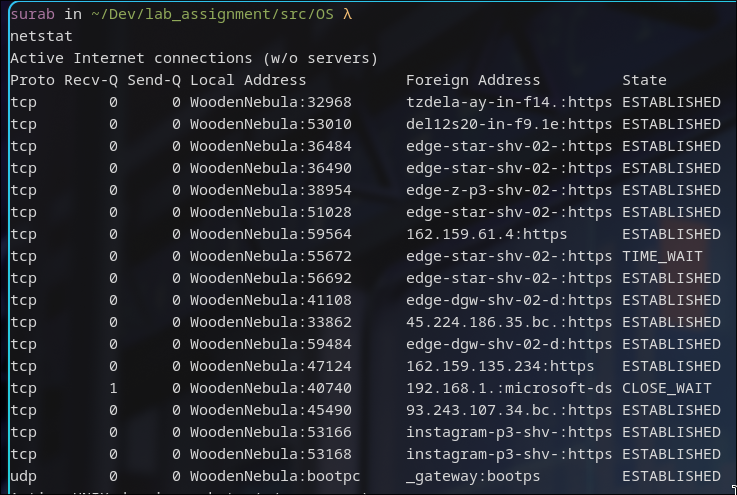 surab in ~/Dev/lab_assignment/src/OS λ
netstat
Active Internet connections (w/o servers)
Proto Recv-Q Send-Q Local Address           Foreign Address         State
tcp        0      0 WoodenNebula:32968      tzdela-ay-in-f14.:https ESTABLISHED
tcp        0      0 WoodenNebula:53010      del12s20-in-f9.1e:https ESTABLISHED
tcp        0      0 WoodenNebula:36484      edge-star-shv-02-:https ESTABLISHED
tcp        0      0 WoodenNebula:36490      edge-star-shv-02-:https ESTABLISHED
tcp        0      0 WoodenNebula:38954      edge-z-p3-shv-02-:https ESTABLISHED
tcp        0      0 WoodenNebula:51028      edge-star-shv-02-:https ESTABLISHED
tcp        0      0 WoodenNebula:59564      162.159.61.4:https      ESTABLISHED
tcp        0      0 WoodenNebula:55672      edge-star-shv-02-:https TIME_WAIT
tcp        0      0 WoodenNebula:56692      edge-star-shv-02-:https ESTABLISHED
tcp        0      0 WoodenNebula:41108      edge-dgw-shv-02-d:https ESTABLISHED
tcp        0      0 WoodenNebula:33862      45.224.186.35.bc.:https ESTABLISHED
tcp        0      0 WoodenNebula:59484      edge-dgw-shv-02-d:https ESTABLISHED
tcp        0      0 WoodenNebula:47124      162.159.135.234:https   ESTABLISHED
tcp        1      0 WoodenNebula:40740      192.168.1.:microsoft-ds CLOSE_WAIT
tcp        0      0 WoodenNebula:45490      93.243.107.34.bc.:https ESTABLISHED
tcp        0      0 WoodenNebula:53166      instagram-p3-shv-:https ESTABLISHED
tcp        0      0 WoodenNebula:53168      instagram-p3-shv-:https ESTABLISHED
udp        0      0 WoodenNebula:bootpc     _gateway:bootps         ESTABLISHED